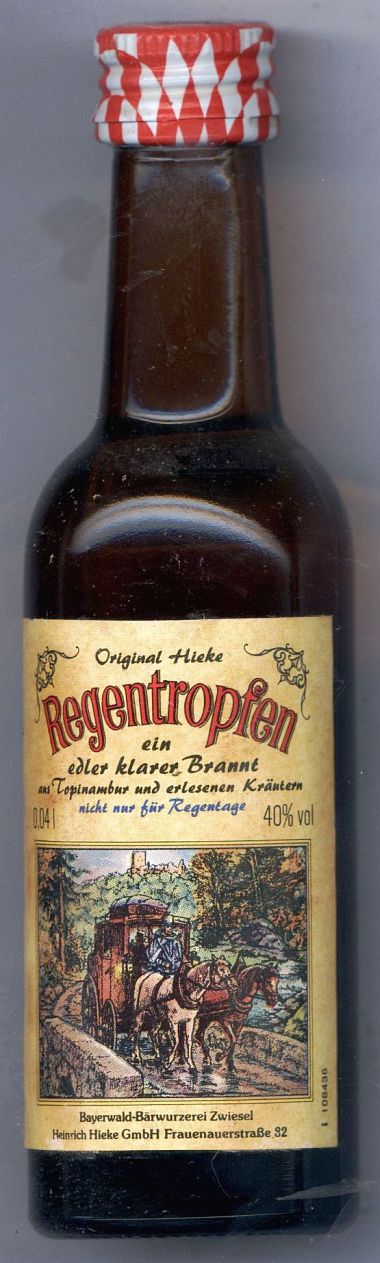 Original Hieke
Regentropfen
ein
edler klarer Brannt
aus Topinambur und erlesenen Kräutern
nicht nur für Regentage
0,04 l
40% vol
Bayerwald-Bärwurzerei Zwiesel
Heinrich Hieke GmbH Frauenauerstraße 32
108436